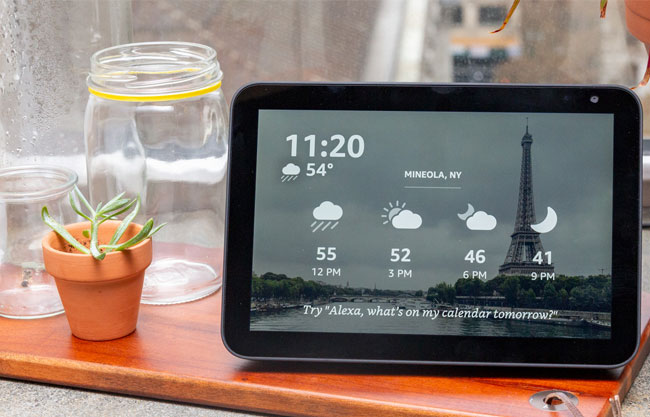 11:20
54°
MINEOLA, NY
55 52 46 41
12 PM 3 PM 6 PM 9 PM
Try "Alexa, what's on my calendar tomorrow?"